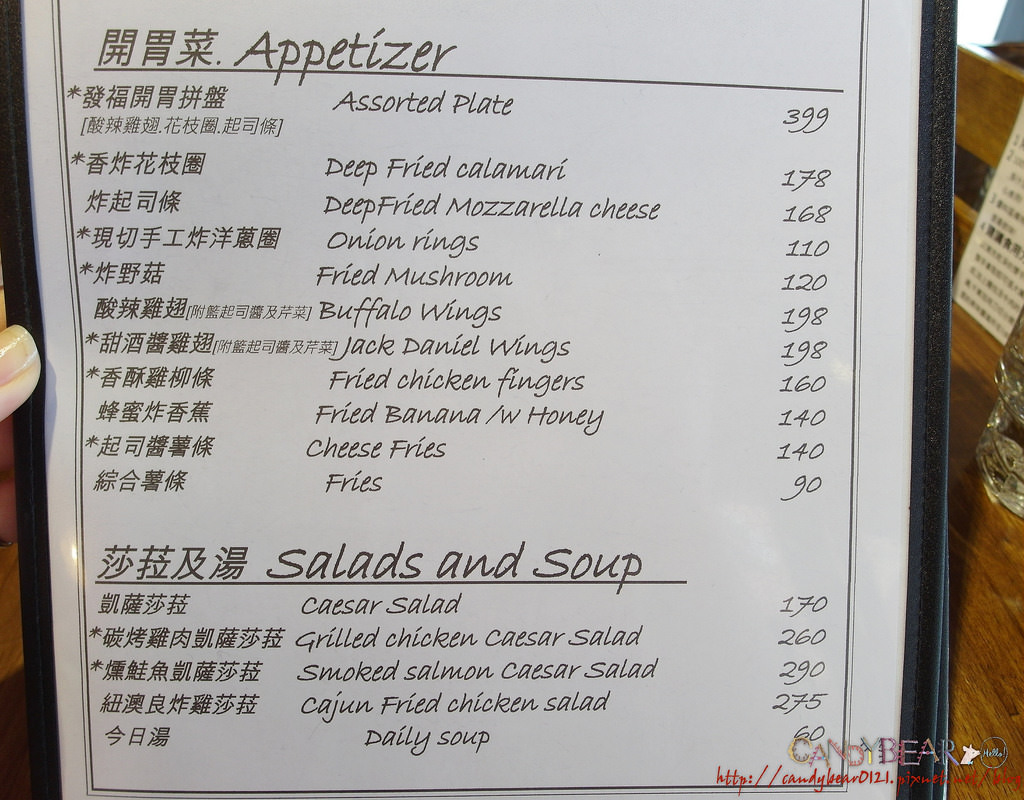 開胃菜. Appetizer
*發福開胃拼盤 Assorted Plate 399
[酸辣雞翅.花枝圈.起司條]
*香炸花枝圈 Deep Fried calamari 178
炸起司條 DeepFried Mozzarella cheese 168
*現切手工炸洋蔥圈 Onion rings 110
*炸野菇 Fried Mushroom 120
酸辣雞翅[附籃起司醬及芹菜] Buffalo Wings 198
*甜酒醬雞翅[附籃起司醬及芹菜] Jack Daniel Wings 198
*香酥雞柳條 Fried chicken fingers 160
蜂蜜炸香蕉 Fried Banana /w Honey 140
*起司醬薯條 Cheese Fries 140
綜合薯條 Fries 90
莎菈及湯 Salads and Soup
凱薩莎菈 Caesar Salad 170
*碳烤雞肉凱薩莎菈 Grilled chicken Caesar Salad 260
*燻鮭魚凱薩莎菈 Smoked salmon Caesar Salad 290
紐澳良炸雞莎菈 Cajun Fried chicken salad 275
今日湯 Daily soup 60
CANDYBEAR Hello!
http://candybear0121.pixnet.net/blog